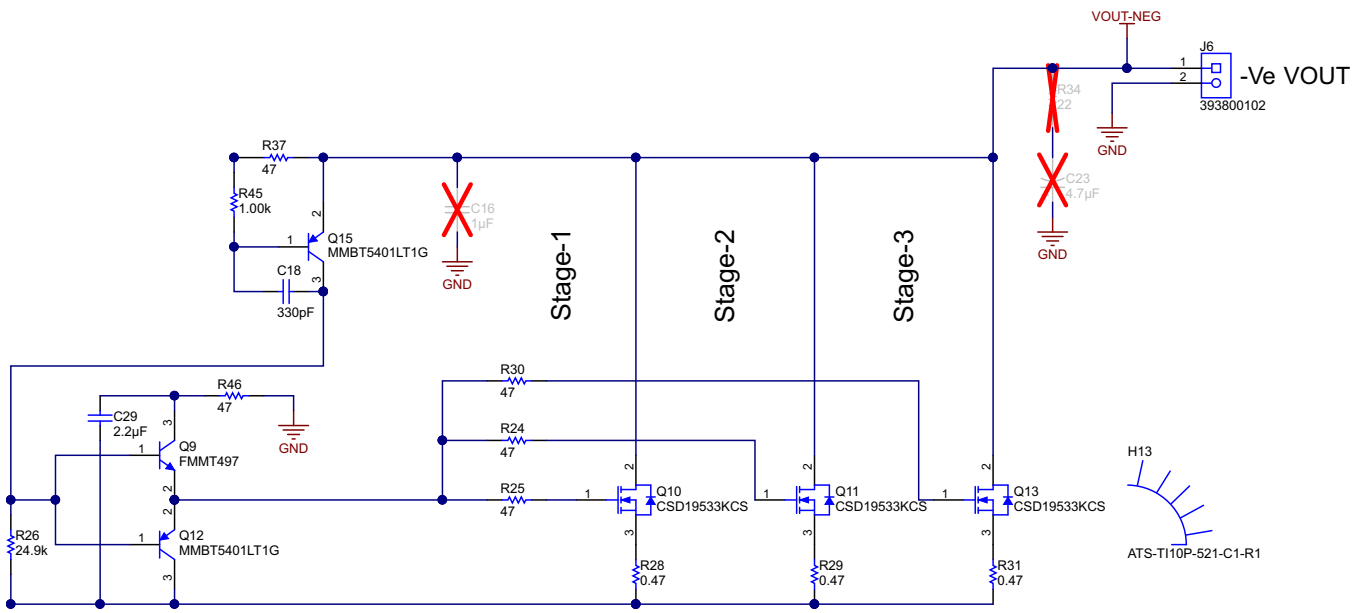 VOUT-NEG
J6
1
2
-Ve VOUT
393800102
GND
R34
22
C23
4.7µF
GND
R37
47
R45
1.00k
2
1
Q15
MMBT5401LT1G
3
C18
330pF
C16
1µF
GND
Stage-1
Stage-2
Stage-3
R30
47
R46
47
GND
C29
2.2µF
3
1
Q9
FMMT497
2
R24
47
R25
47
2
1
Q12
MMBT5401LT1G
3
R26
24.9k
2
1
Q10
CSD19533KCS
3
R28
0.47
2
1
Q11
CSD19533KCS
3
R29
0.47
2
1
Q13
CSD19533KCS
3
R31
0.47
H13
ATS-TI10P-521-C1-R1